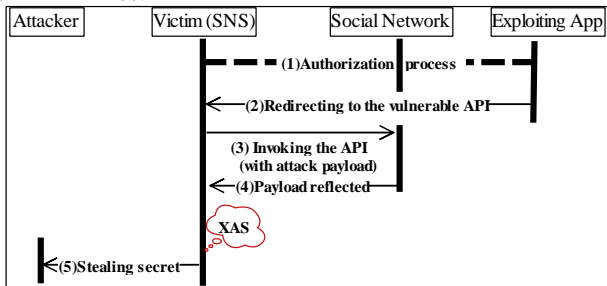 Attacker
Victim (SNS)
Social Network
Exploiting App
(1)Authorization process
(2)Redirecting to the vulnerable API
(3) Invoking the API
(with attack payload)
(4)Payload reflected
XAS
(5)Stealing secret